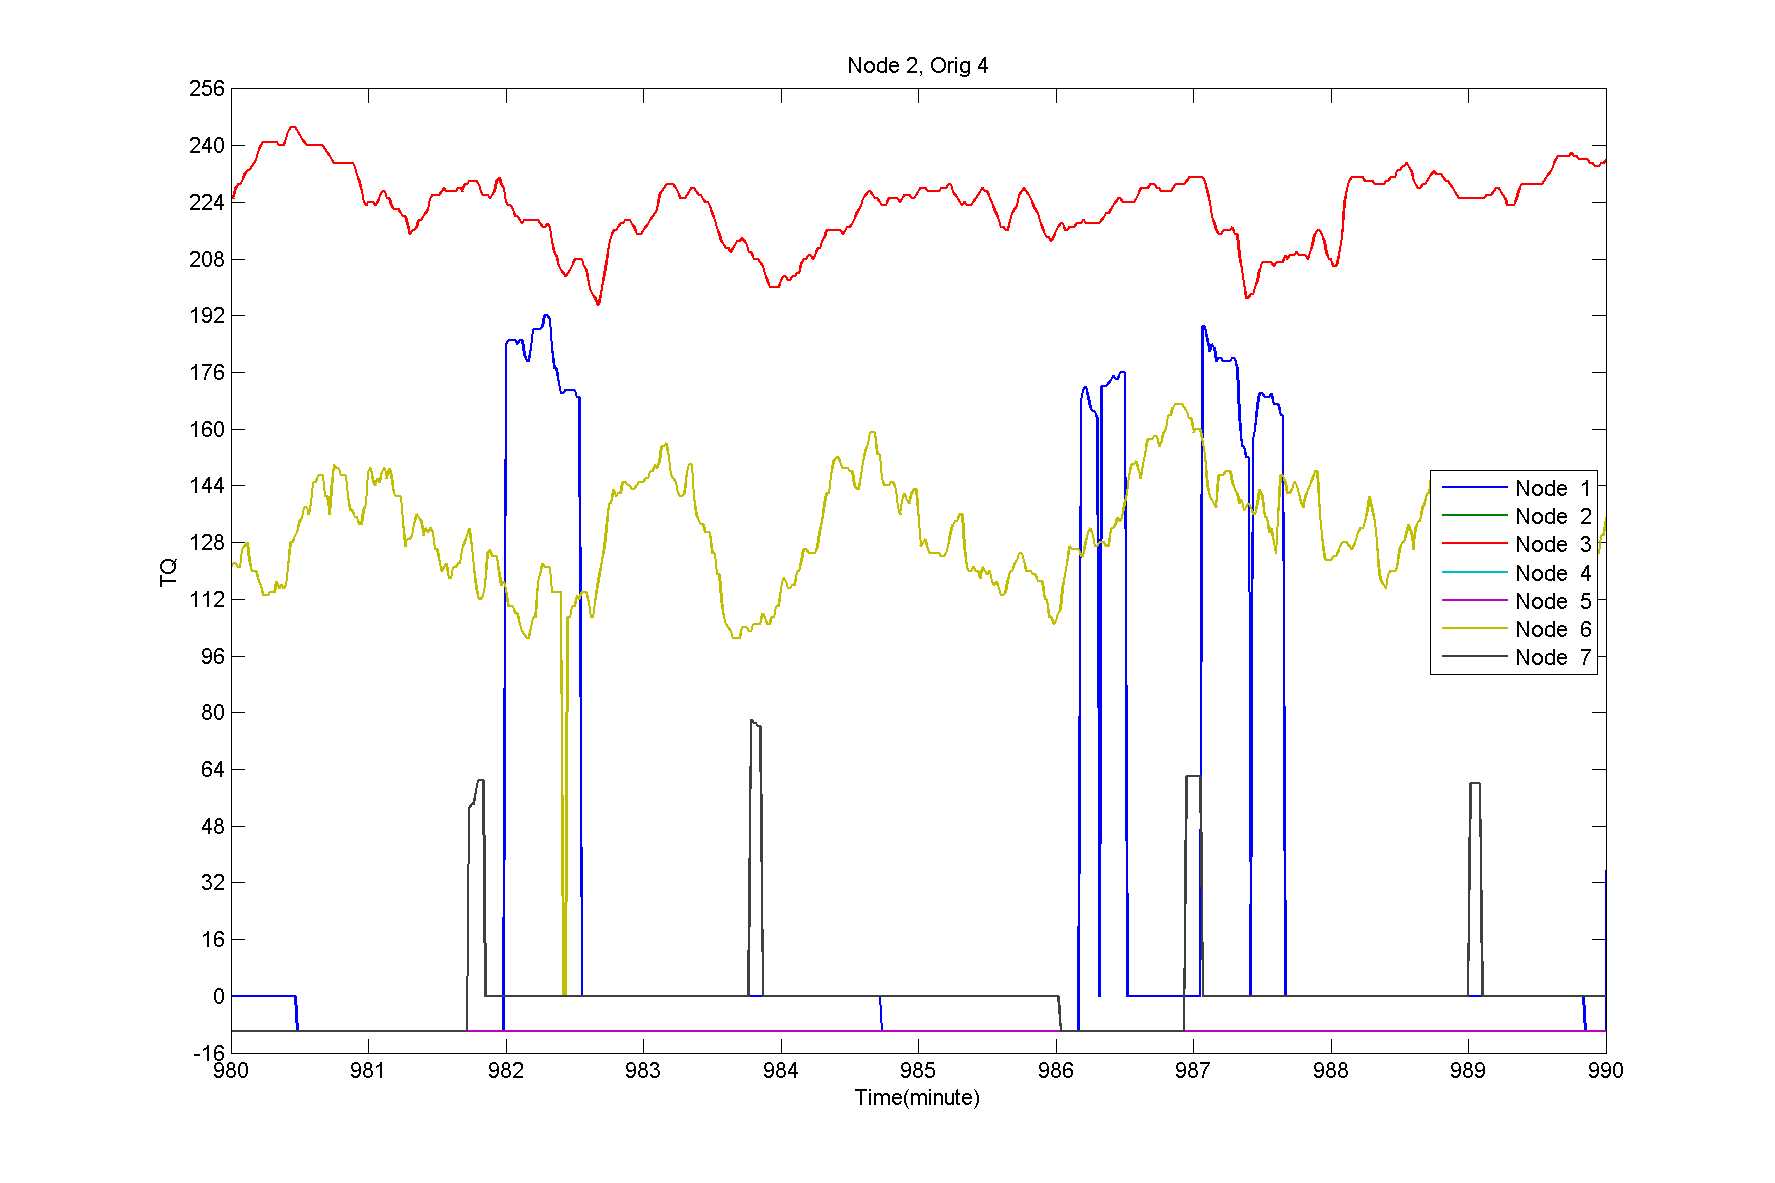 Node 2, Orig 4
256
240
224
208
192
176
160
144
128
112
96
80
64
48
32
16
0
-16
TQ
Node 1
Node 2
Node 3
Node 4
Node 5
Node 6
Node 7
980 981 982 983 984 985 986 987 988 989 990
Time(minute)